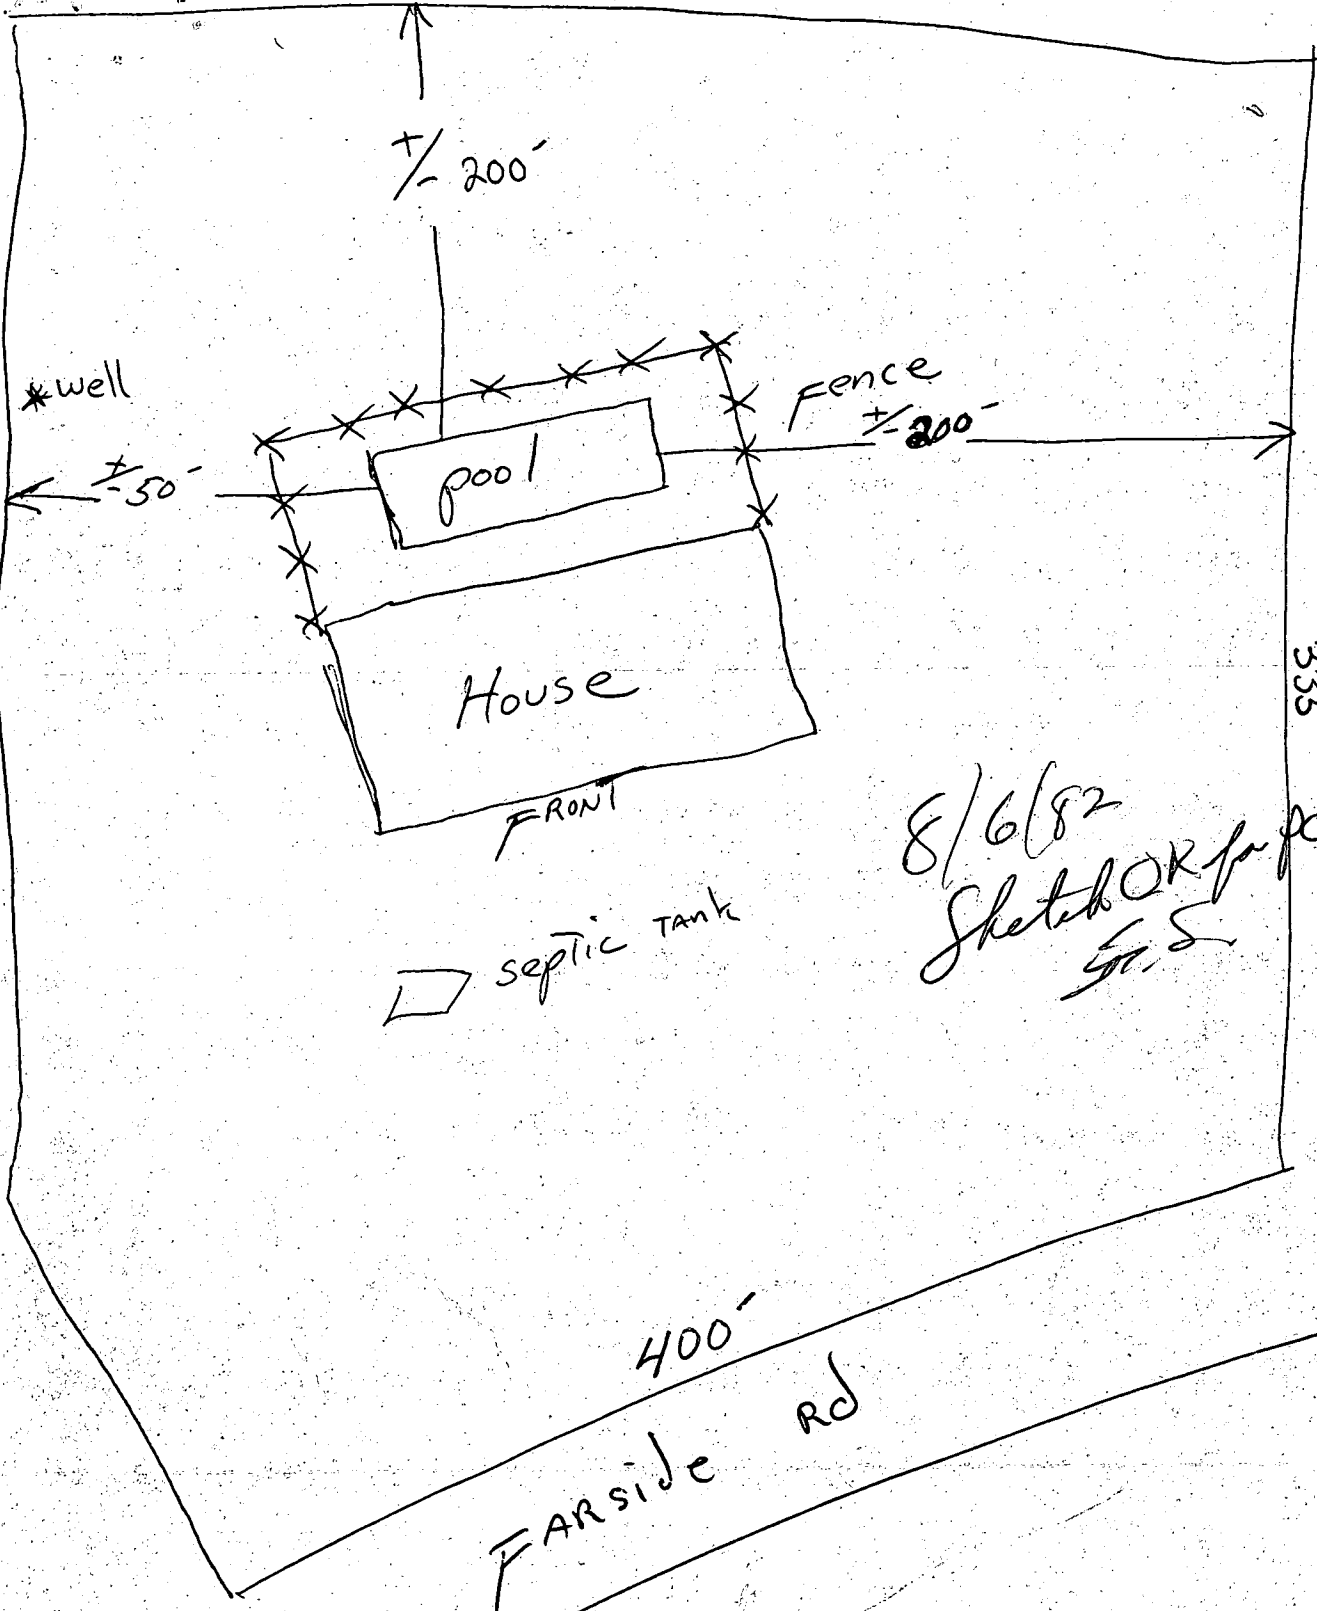 +/- 200'
* well
Fence
+/- 200'
+/- 50'
pool
House
335
FRONT
8/6/82
Sketch OK for
septic TANK
400'
FARSide Rd